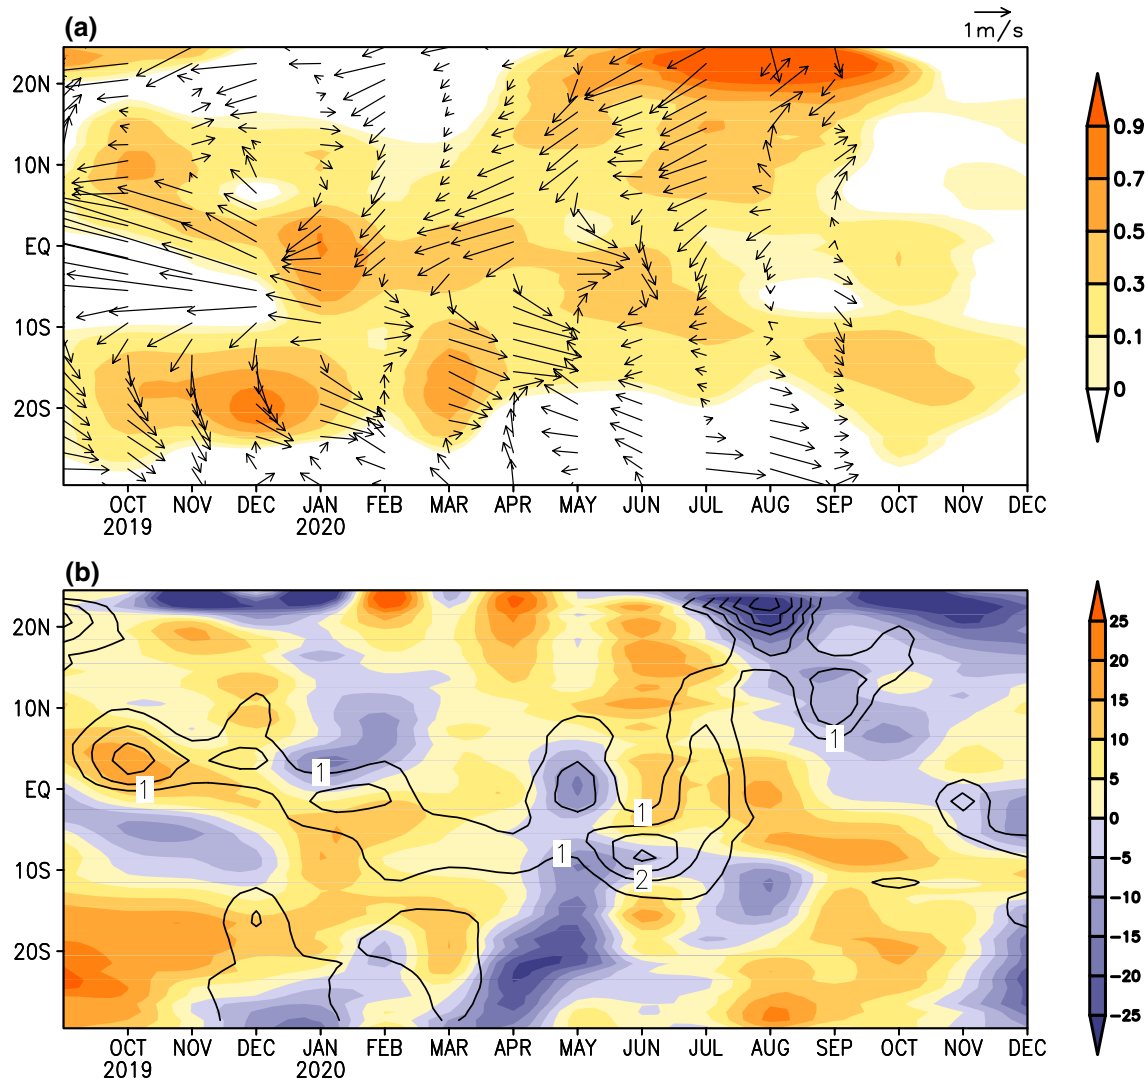 (a)
1m/s
20N
10N
EQ
10S
20S
0.9
0.7
0.5
0.3
0.1
0
OCT NOV DEC JAN FEB MAR APR MAY JUN JUL AUG SEP OCT NOV DEC
2019 2020
(b)
20N
10N
EQ
10S
20S
1
1
1
1
1
2
25
20
15
10
5
0
-5
-10
-15
-20
-25
OCT NOV DEC JAN FEB MAR APR MAY JUN JUL AUG SEP OCT NOV DEC
2019 2020